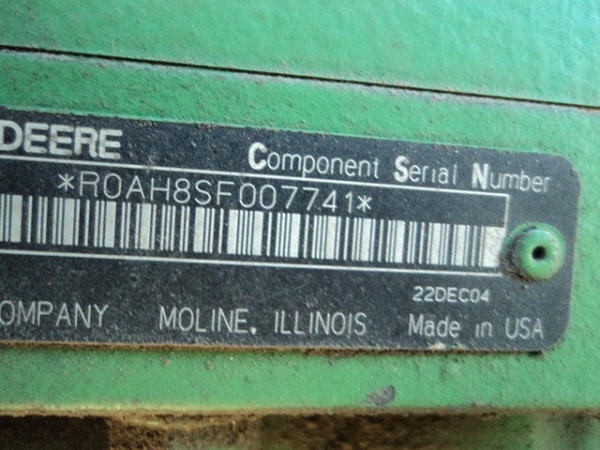 DEERE
Component Serial Number
*R0AH8SF007741*
22DEC04
OMPANY MOLINE, ILLINOIS Made in USA